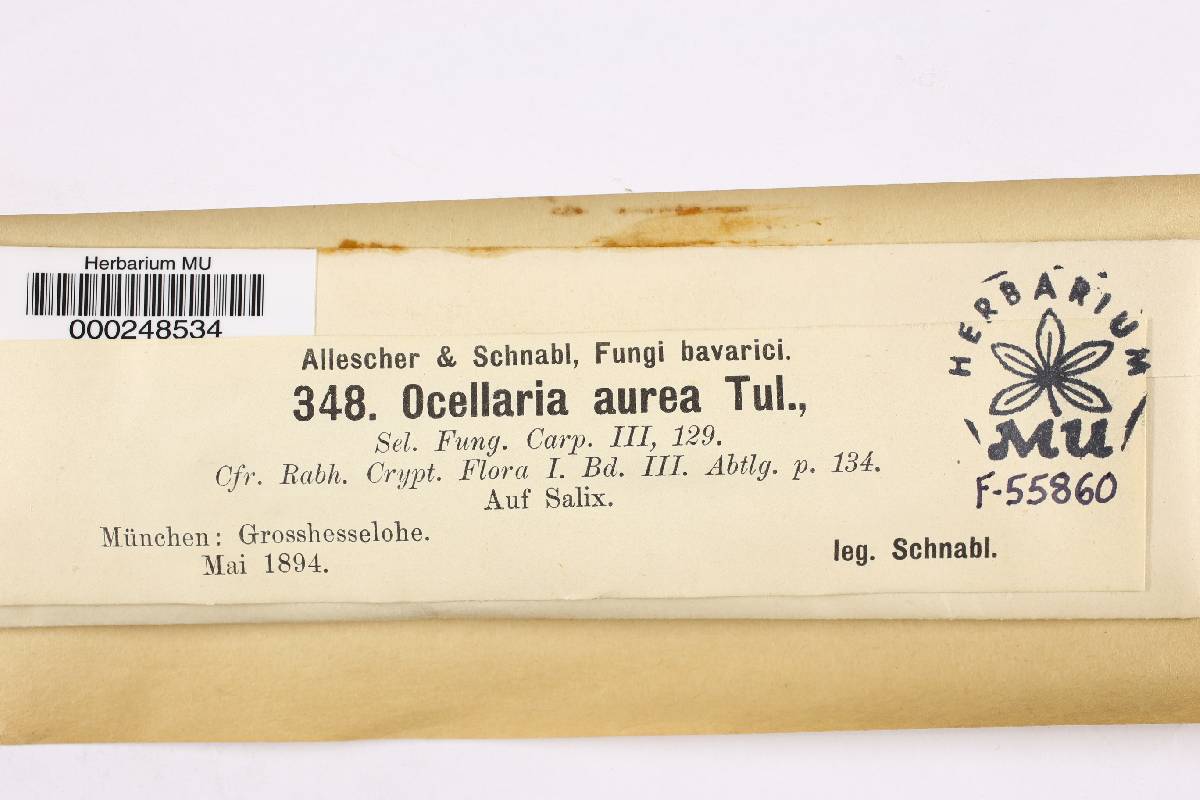 Herbarium MU
000248534
Allescher & Schnabl, Fungi bavarici.
348. Ocellaria aurea Tul.,
Sel. Fung. Carp. III, 129.
Cfr. Rabh. Crypt. Flora I. Bd. III. Abtlg. p. 134.
Auf Salix.
München: Grosshesselohe.
Mai 1894.
leg. Schnabl.
HERBARIUM
MU
F-55860